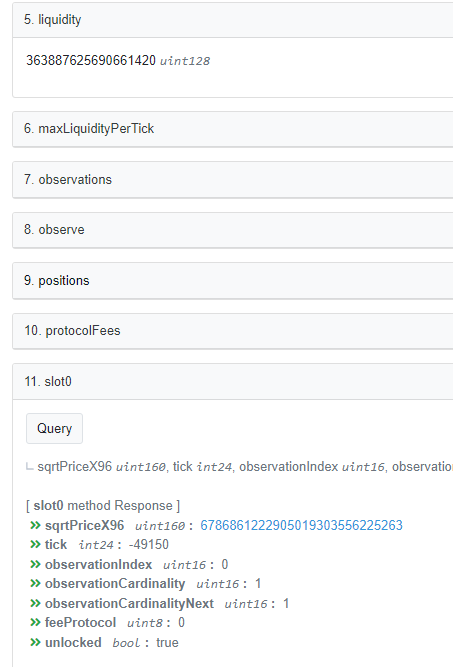 5. liquidity
363887625690661420 uint128
6. maxLiquidityPerTick
7. observations
8. observe
9. positions
10. protocolFees
11. slot0
Query
sqrtPriceX96 uint160, tick int24, observationIndex uint16, observatio
[ slot0 method Response ]
>> sqrtPriceX96 uint160 : 6786861222905019303556225263
>> tick int24 : -49150
>> observationIndex uint16 : 0
>> observationCardinality uint16 : 1
>> observationCardinalityNext uint16 : 1
>> feeProtocol uint8 : 0
>> unlocked bool : true